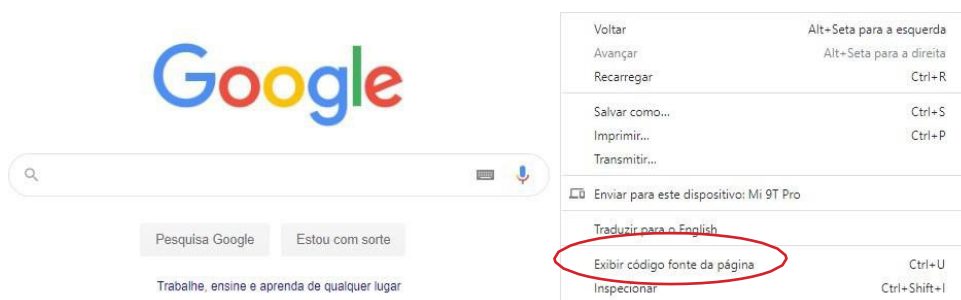 Google
Pesquisa Google Estou com sorte
Trabalhe, ensine e aprenda de qualquer lugar
Voltar Alt+Seta para a esquerda
Avançar Alt+Seta para a direita
Recarregar Ctrl+R
Salvar como... Ctrl+S
Imprimir... Ctrl+P
Transmitir...
Enviar para este dispositivo: Mi 9T Pro
Traduzir para o English
Exibir código fonte da página Ctrl+U
Inspecionar Ctrl+Shift+I